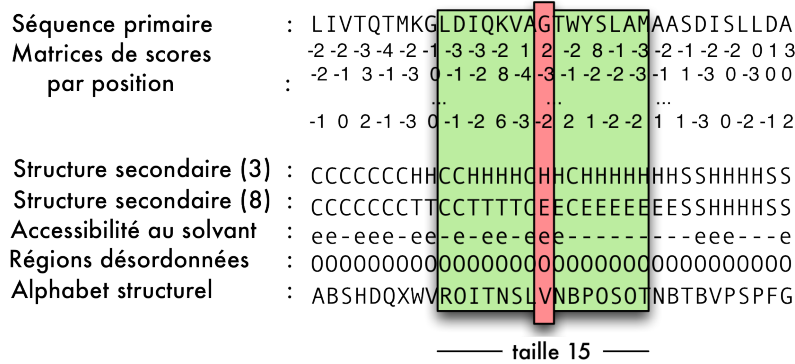 Séquence primaire : LIVTQTMKGLDIQKVAGTWYSLAMAASDISLLDA
Matrices de scores -2 -2 -3 -4 -2 -1 0 -3 -3 -2 1 2 -2 8 -1 -3 -2 -1 -2 -2 0 1 3
par position : -2 -1 3 -1 -3 0 -1 -2 8 -4 -3 -1 -2 -2 -3 -1 1 -3 0 -3 0 0
... ... ...
-1 0 2 -1 -3 0 -1 -2 6 -3 -2 2 1 -2 -2 1 1 -3 0 -2 -1 2
Structure secondaire (3) : CCCCCCCHHCCHHHHCHHCHHHHHHHHSSHHHHSS
Structure secondaire (8) : CCCCCCCTTCCTTTTCEECEEEEEEEESSHHHHSS
Accessibilité au solvant : ee-eee-ee-e-ee-eee----------eee---e
Régions désordonnées : OOOOOOOOOOOOOOOOOOOOOOOOOOOOOOOOOOO
Alphabet structurel : ABSHDQXWVROITNSLVNBPOSOTNBTBVPSPFG
taille 15